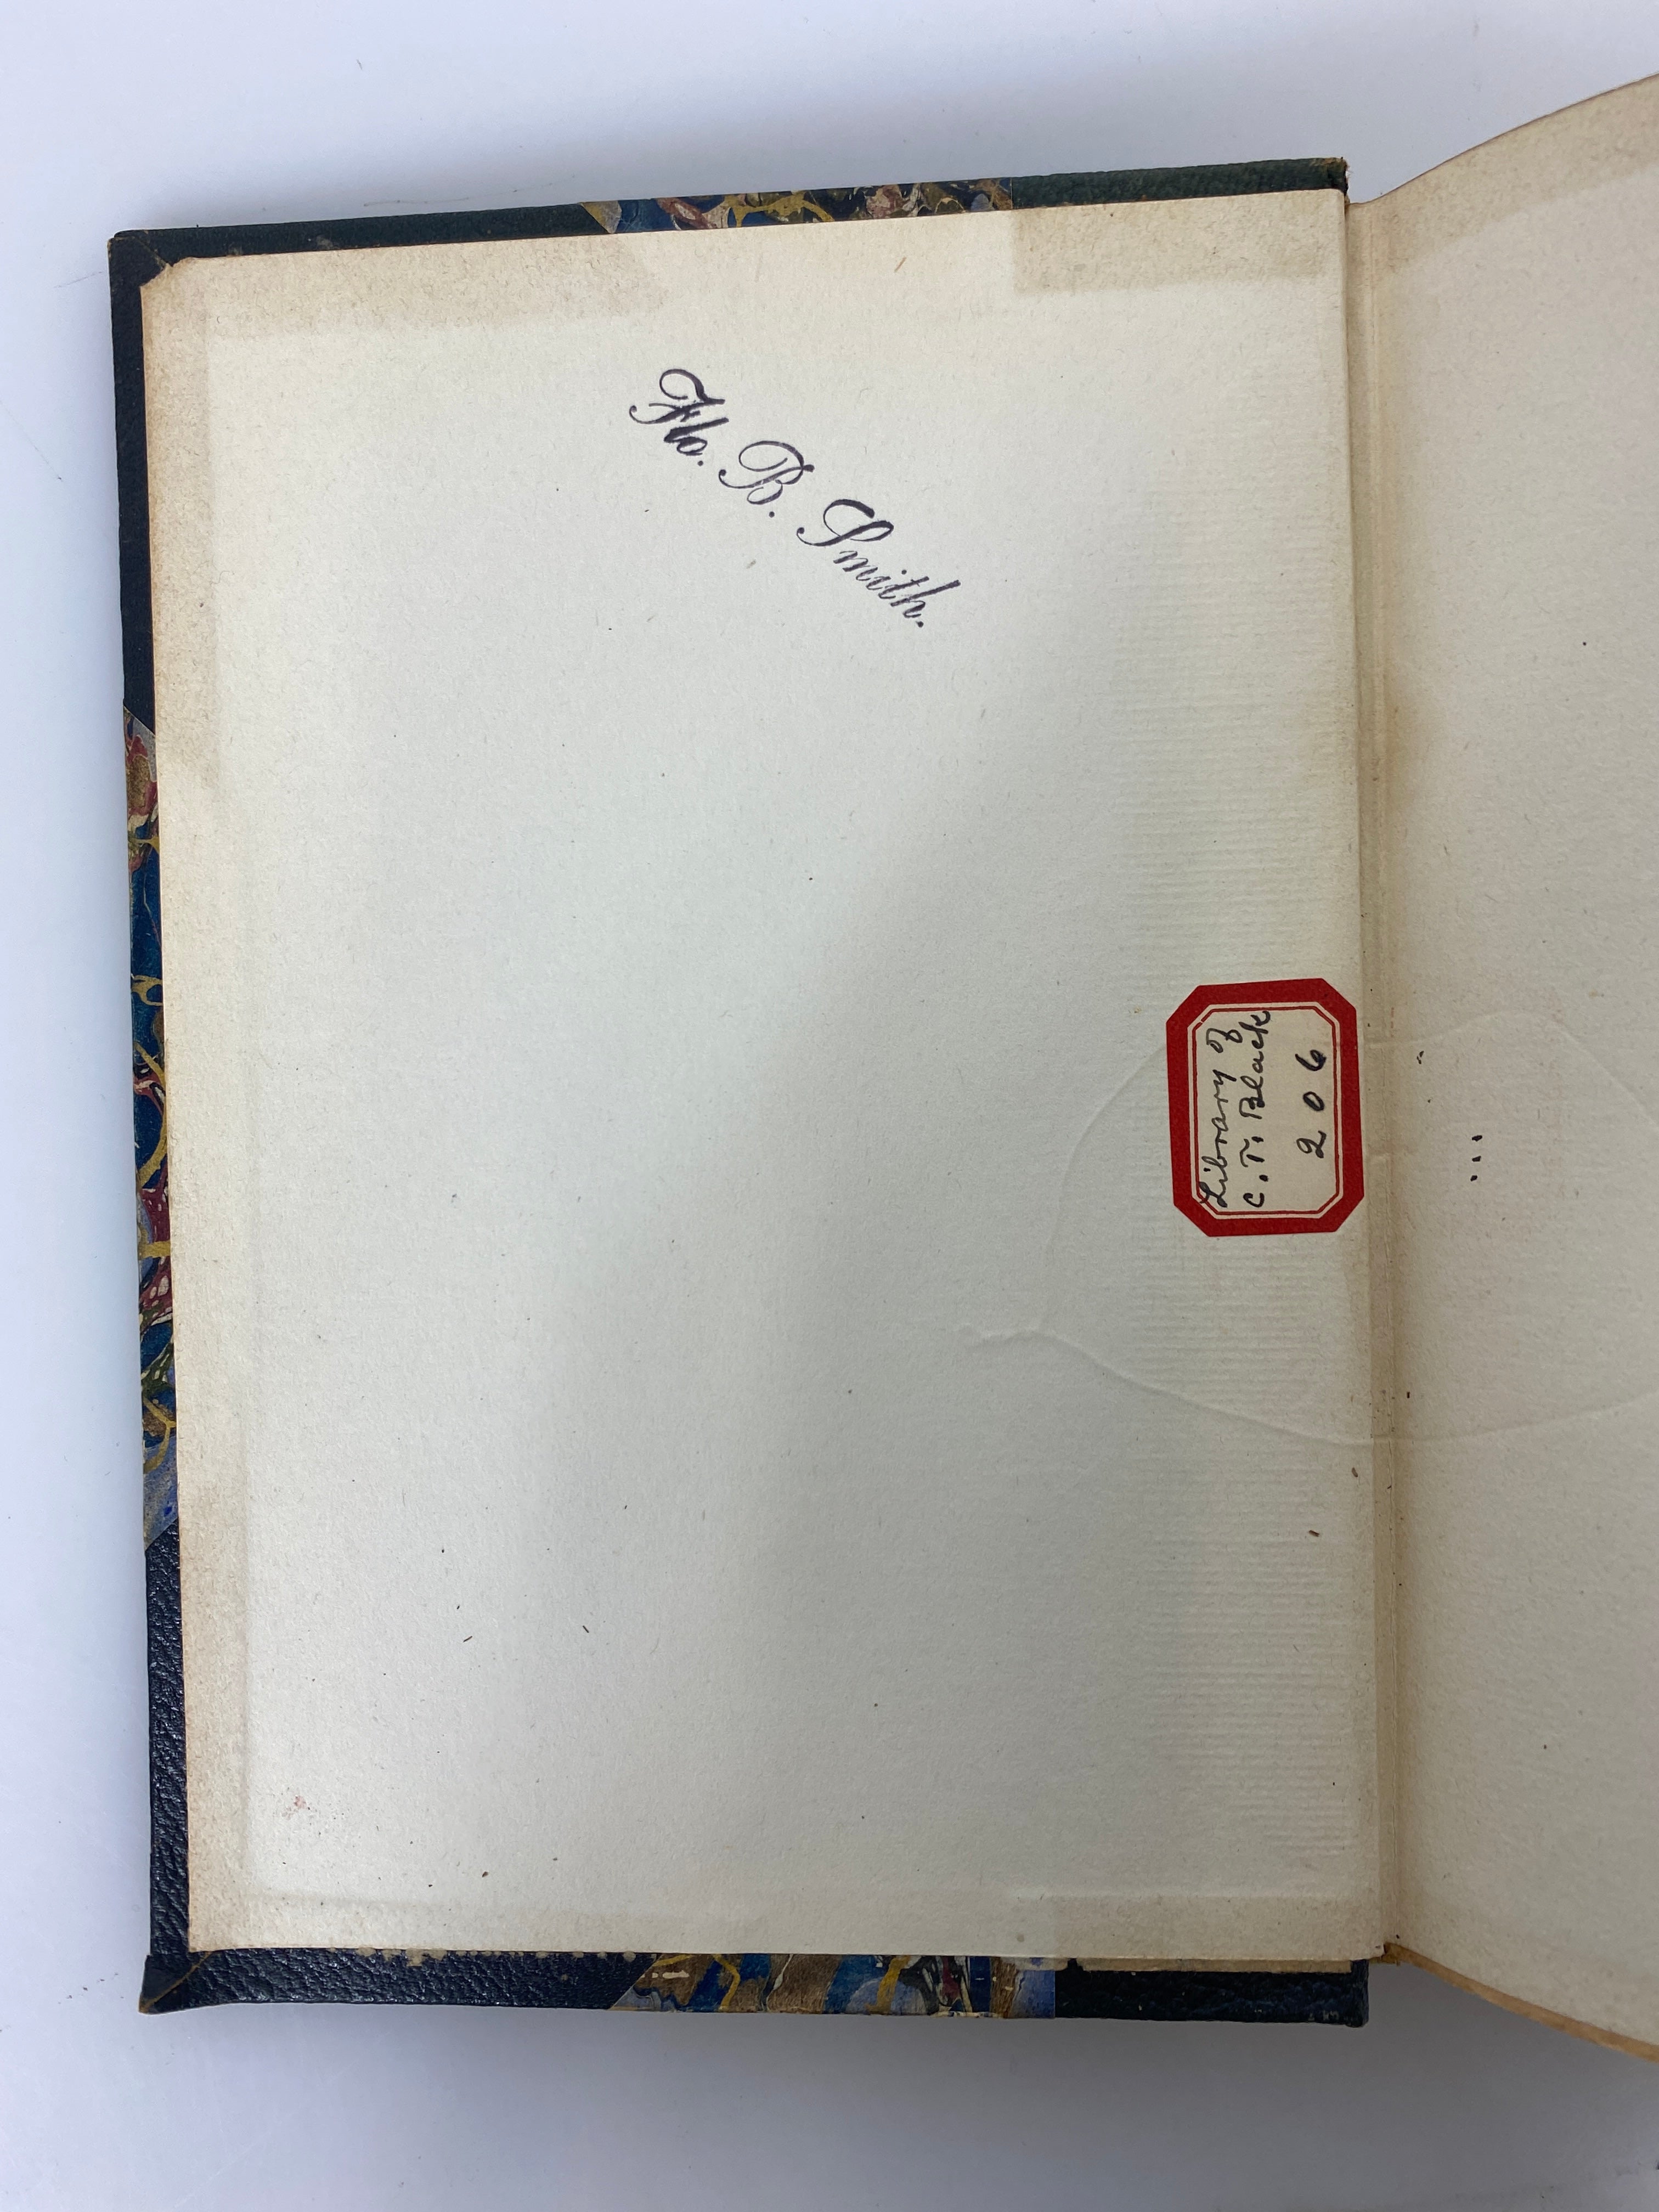 Flo. B. Smith.
Library of
C. T. Black
206